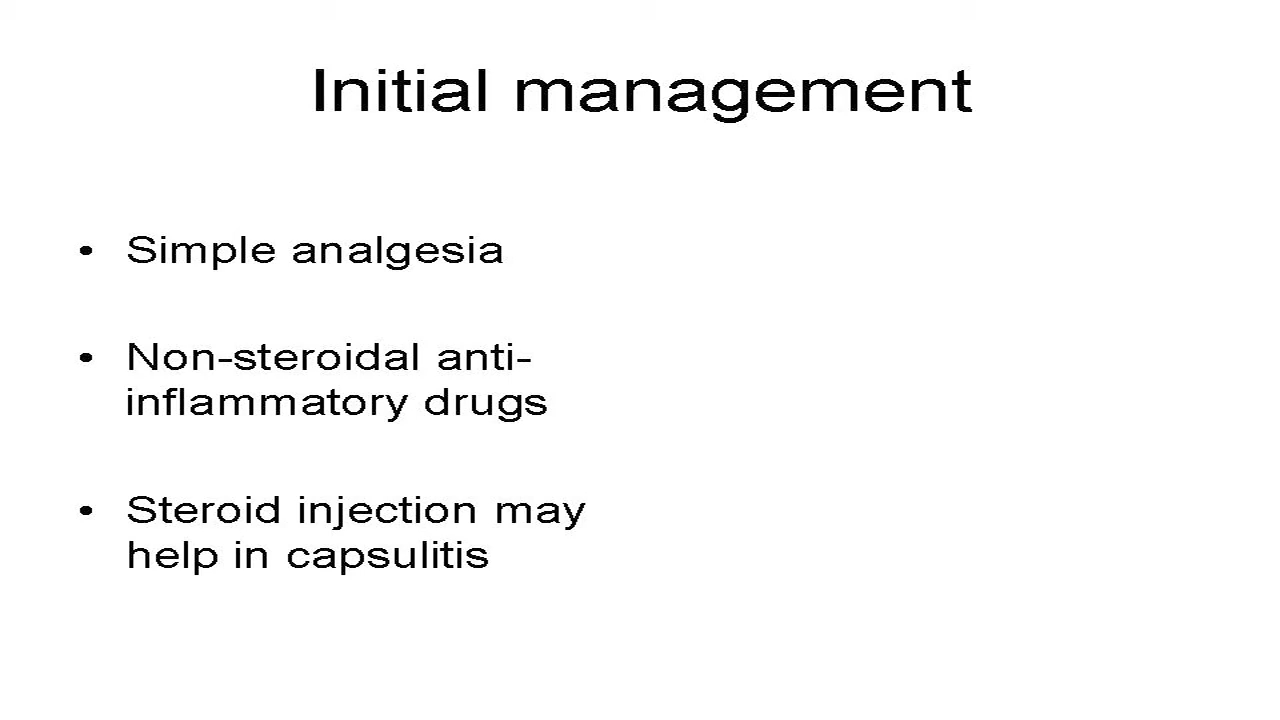 Initial management
• Simple analgesia
• Non-steroidal anti-
inflammatory drugs
• Steroid injection may
help in capsulitis